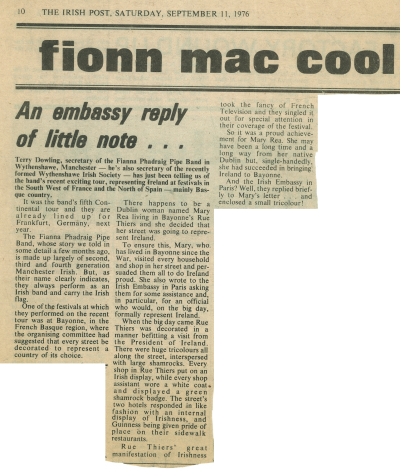 10 THE IRISH POST, SATURDAY, SEPTEMBER 11, 1976
fionn mac cool
An embassy reply
of little note . . .
Terry Dowling, secretary of the Fianna Phadraig Pipe Band in
Wythenshawe, Manchester — he's also secretary of the recently
formed Wythenshawe Irish Society — has just been telling us of
the band's recent exciting tour, representing Ireland at festivals in
the South West of France and the North of Spain — mainly Bas-
que country.
It was the band's fifth Con-
tinental tour and they are
already lined up for
Frankfurt, Germany, next
year.
The Fianna Phadraig Pipe
Band, whose story we told in
some detail a few months ago,
is made up largely of second,
third and fourth generation
Manchester Irish. But, as
their name clearly indicates,
they always perform as an
Irish band and carry the Irish
flag.
One of the festivals at which
they performed on the recent
tour was at Bayonne, in the
French Basque region, where
the organising committee had
suggested that every street be
decorated to represent a
country of its choice.
There happens to be a
Dublin woman named Mary
Rea living in Bayonne's Rue
Thiers and she decided that
her street was going to repre-
sent Ireland.
To ensure this, Mary, who
has lived in Bayonne since the
War, visited every household
and shop in her street and per-
suaded them all to do Ireland
proud. She also wrote to the
Irish Embassy in Paris asking
them for some assistance and,
in particular, for an official
who would, on the big day,
formally represent Ireland.
When the big day came Rue
Thiers was decorated in a
manner befitting a visit from
the President of Ireland.
There were huge tricolours all
along the street, interspersed
with large shamrocks. Every
shop in Rue Thiers put on an
Irish display, while every shop
assistant wore a white coat
and displayed a green
shamrock badge. The street's
two hotels responded in like
fashion with an internal
display of Irishness, and
Guinness being given pride of
place on their sidewalk
restaurants.
Rue Thiers' great
manifestation of Irishness
took the fancy of French
Television and they singled it
out for special attention in
their coverage of the festival.
So it was a proud achieve-
ment for Mary Rea. She may
have been a long time and a
long way from her native
Dublin but, single-handedly,
she had succeeded in bringing
Ireland to Bayonne.
And the Irish Embassy in
Paris? Well, they replied brief-
ly to Mary's letter . . . and
enclosed a small tricolour!